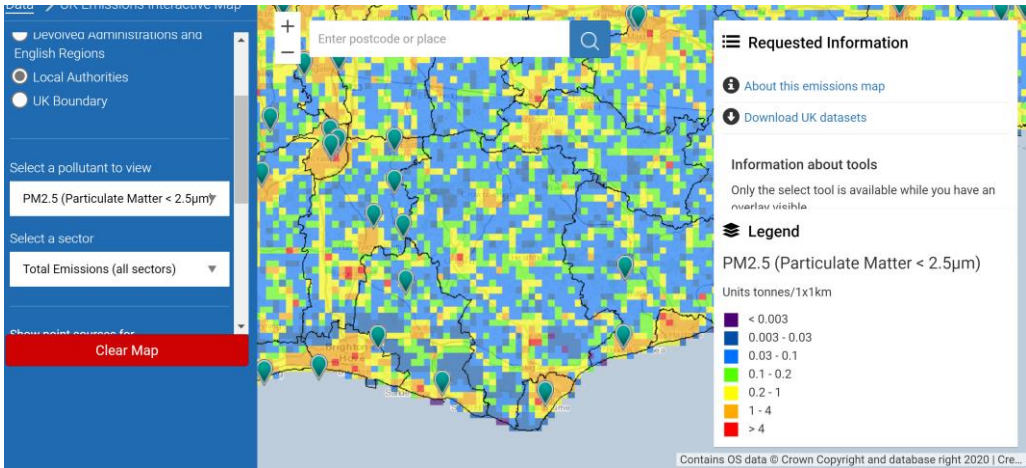 Data > UK Emissions Interactive Map
Devolved Administrations and
English Regions
Local Authorities
UK Boundary
Select a pollutant to view
PM2.5 (Particulate Matter < 2.5µm)
Select a sector
Total Emissions (all sectors)
Show point sources for
Clear Map
+
−
Enter postcode or place
Brighton
Hove
Requested Information
About this emissions map
Download UK datasets
Information about tools
Only the select tool is available while you have an
overlay visible
Legend
PM2.5 (Particulate Matter < 2.5µm)
Units tonnes/1x1km
< 0.003
0.003 - 0.03
0.03 - 0.1
0.1 - 0.2
0.2 - 1
1 - 4
> 4
Contains OS data © Crown Copyright and database right 2020 | Cre...